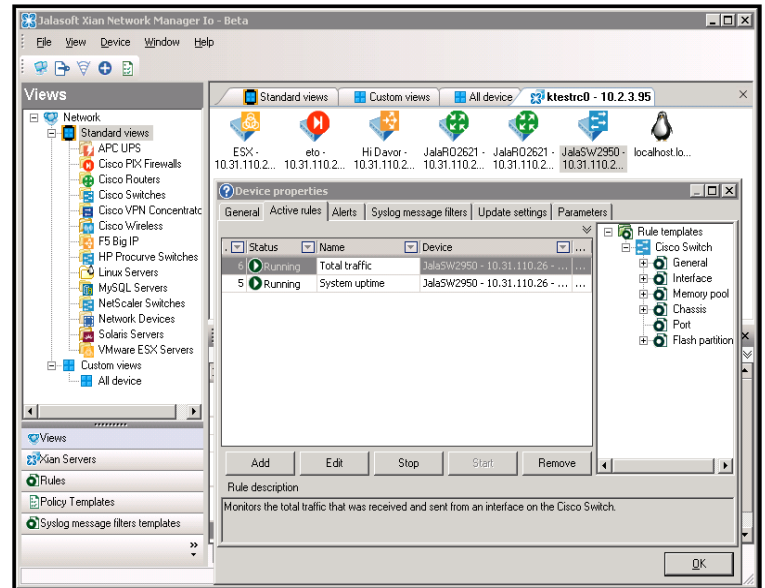 Jalasoft Xian Network Manager Io - Beta
File View Device Window Help
Views
Network
Standard views
APC UPS
Cisco PIX Firewalls
Cisco Routers
Cisco Switches
Cisco VPN Concentratc
Cisco Wireless
F5 Big IP
HP Procurve Switches
Linux Servers
MySQL Servers
NetScaler Switches
Network Devices
Solaris Servers
VMware ESX Servers
Custom views
All device
Views
Xian Servers
Rules
Policy Templates
Syslog message filters templates
Standard views Custom views All device ktestrc0 - 10.2.3.95
ESX - eto - Hi Davor - JalaRO2621 - JalaRO2621 - JalaSW2950 - localhost.lo...
10.31.110.2... 10.31.110.2... 10.31.110.2... 10.31.110.2... 10.31.110.2... 10.31.110.2...
Device properties
General Active rules Alerts Syslog message filters Update settings Parameters
. Status Name Device ...
6 Running Total traffic JalaSW2950 - 10.31.110.26 - ... ...
5 Running System uptime JalaSW2950 - 10.31.110.26 - ... ...
Rule templates
Cisco Switch
General
Interface
Memory pool
Chassis
Port
Flash partition
Add Edit Stop Start Remove
Rule description
Monitors the total traffic that was received and sent from an interface on the Cisco Switch.
OK